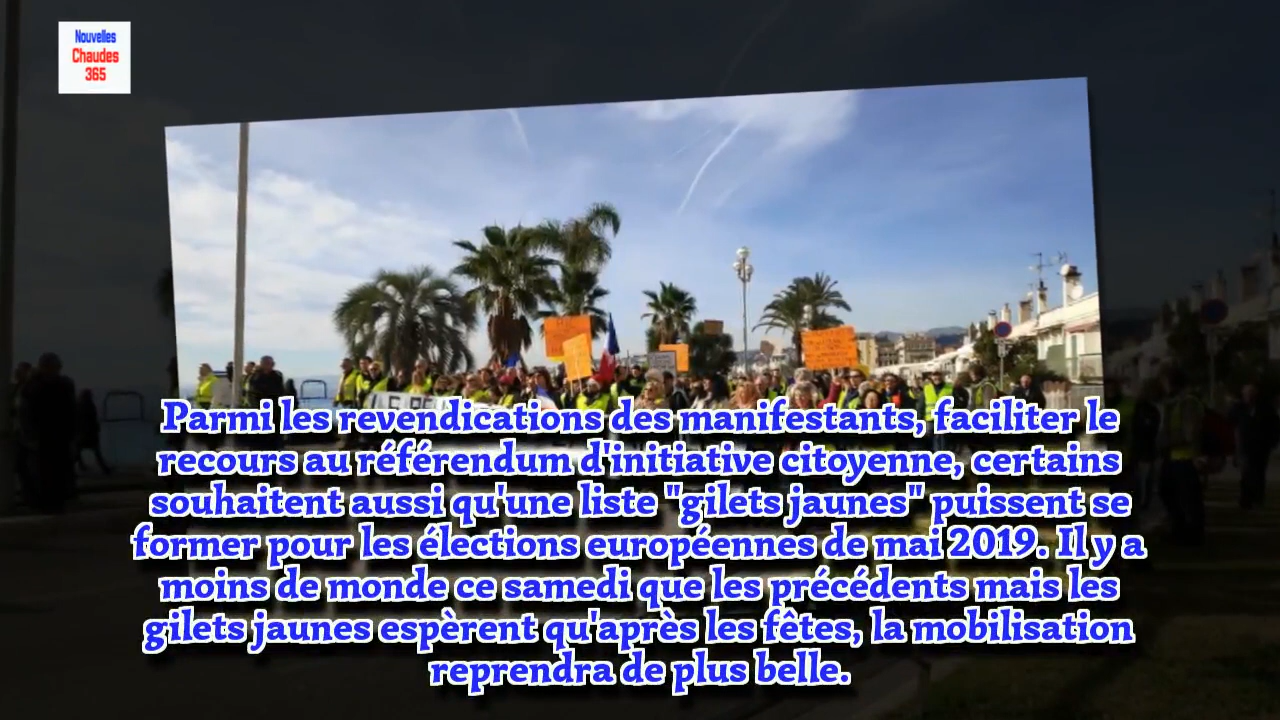 Nouvelles
Chaudes
365
Parmi les revendications des manifestants, faciliter le
recours au référendum d'initiative citoyenne, certains
souhaitent aussi qu'une liste "gilets jaunes" puissent se
former pour les élections européennes de mai 2019. Il y a
moins de monde ce samedi que les précédents mais les
gilets jaunes espèrent qu'après les fêtes, la mobilisation
reprendra de plus belle.